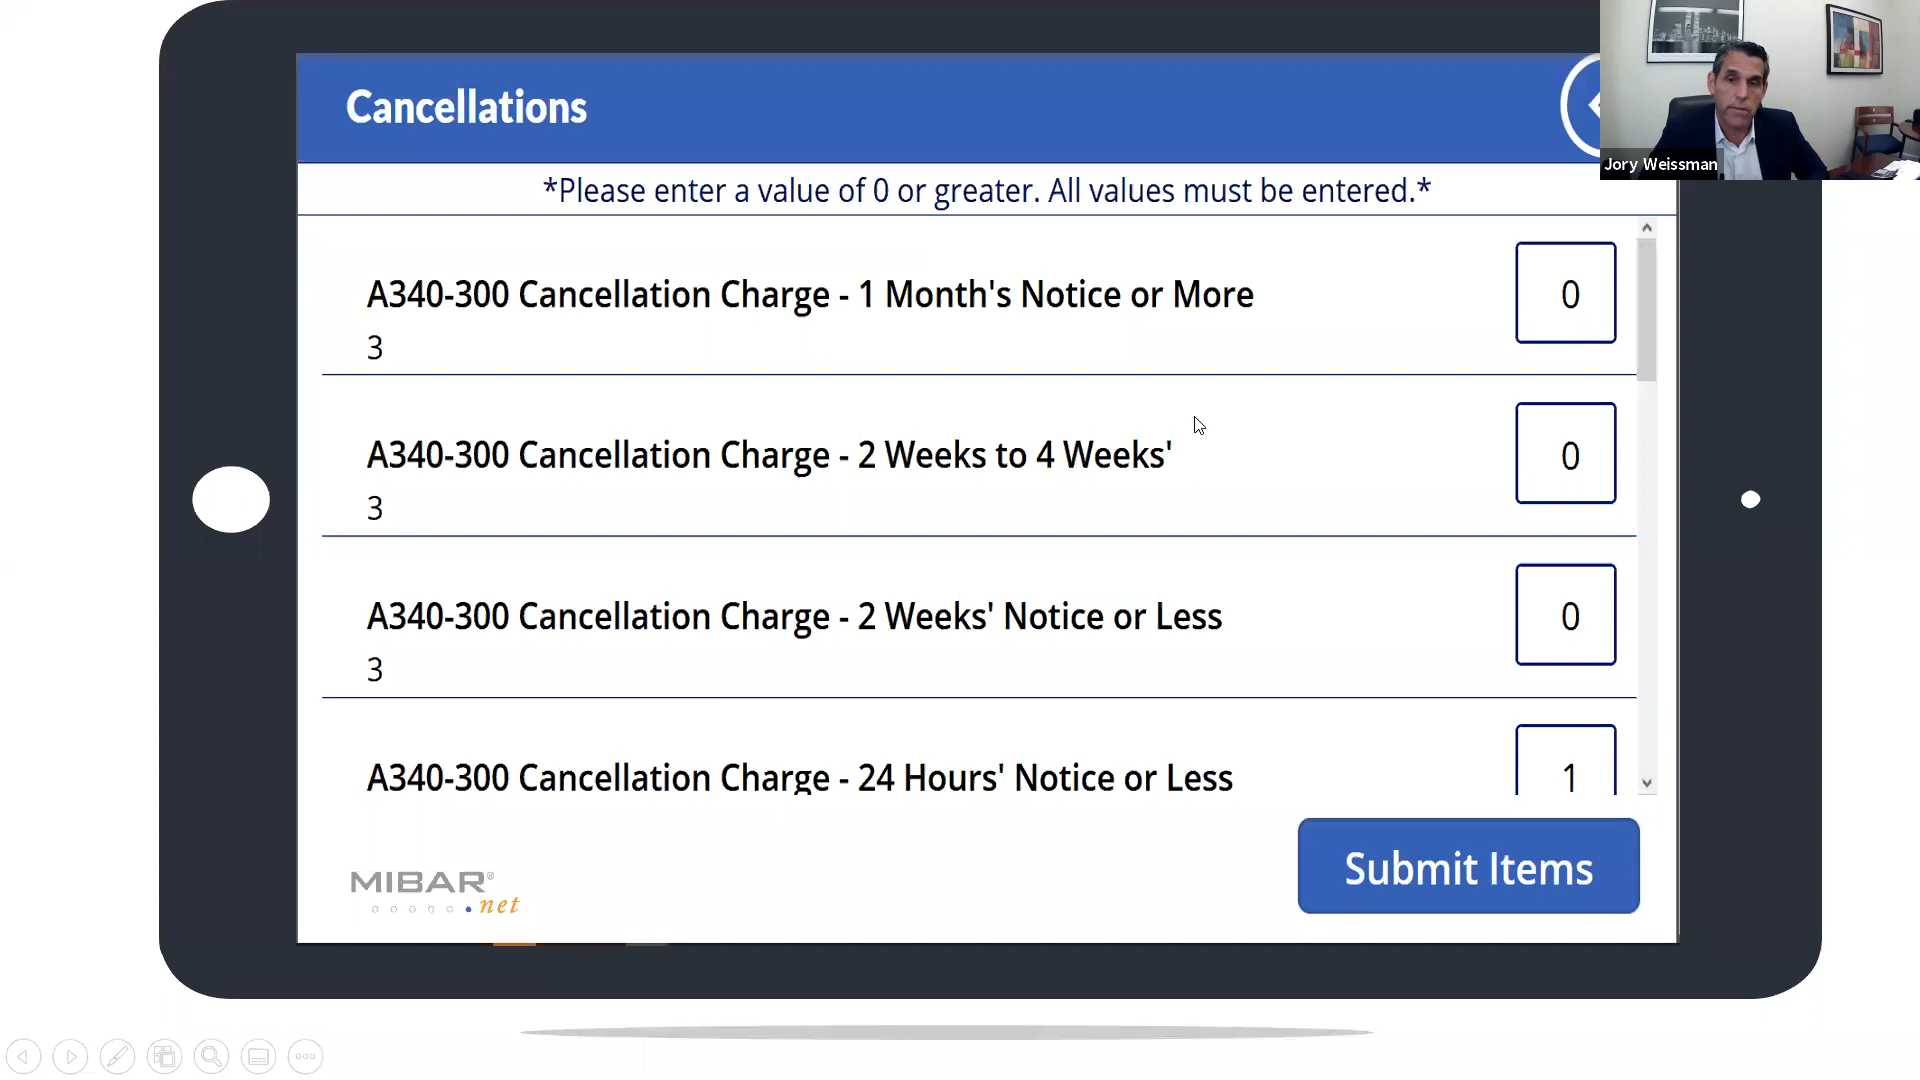 Cancellations
Jory Weissman
*Please enter a value of 0 or greater. All values must be entered.*
A340-300 Cancellation Charge - 1 Month's Notice or More
0
3
A340-300 Cancellation Charge - 2 Weeks to 4 Weeks'
0
3
A340-300 Cancellation Charge - 2 Weeks' Notice or Less
0
3
A340-300 Cancellation Charge - 24 Hours' Notice or Less
1
Submit Items
MIBAR®
.net